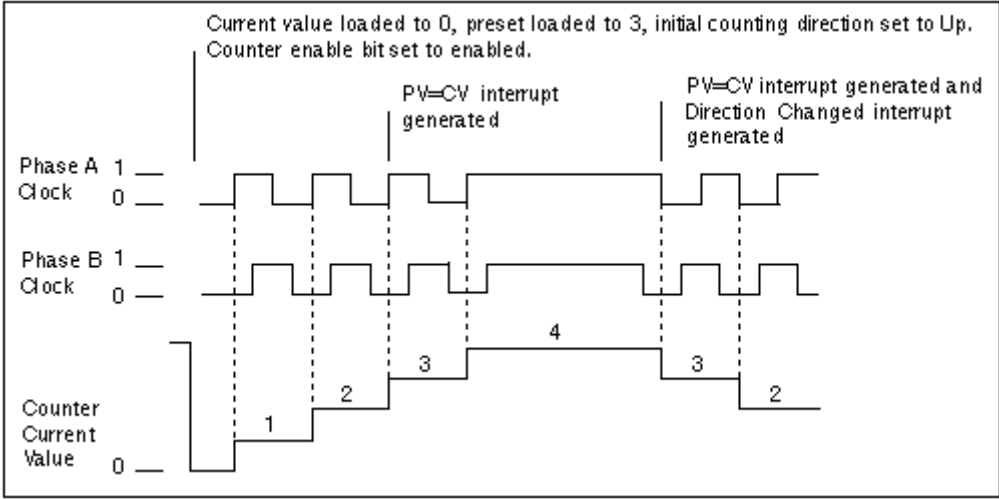 Current value loaded to 0, preset loaded to 3, initial counting direction set to Up.
Counter enable bit set to enabled.
PV=CV interrupt
generated
PV=CV interrupt generated and
Direction Changed interrupt
generated
Phase A 1
Clock
0
Phase B 1
Clock
0
4
3
3
2
2
1
Counter
Current
Value
0